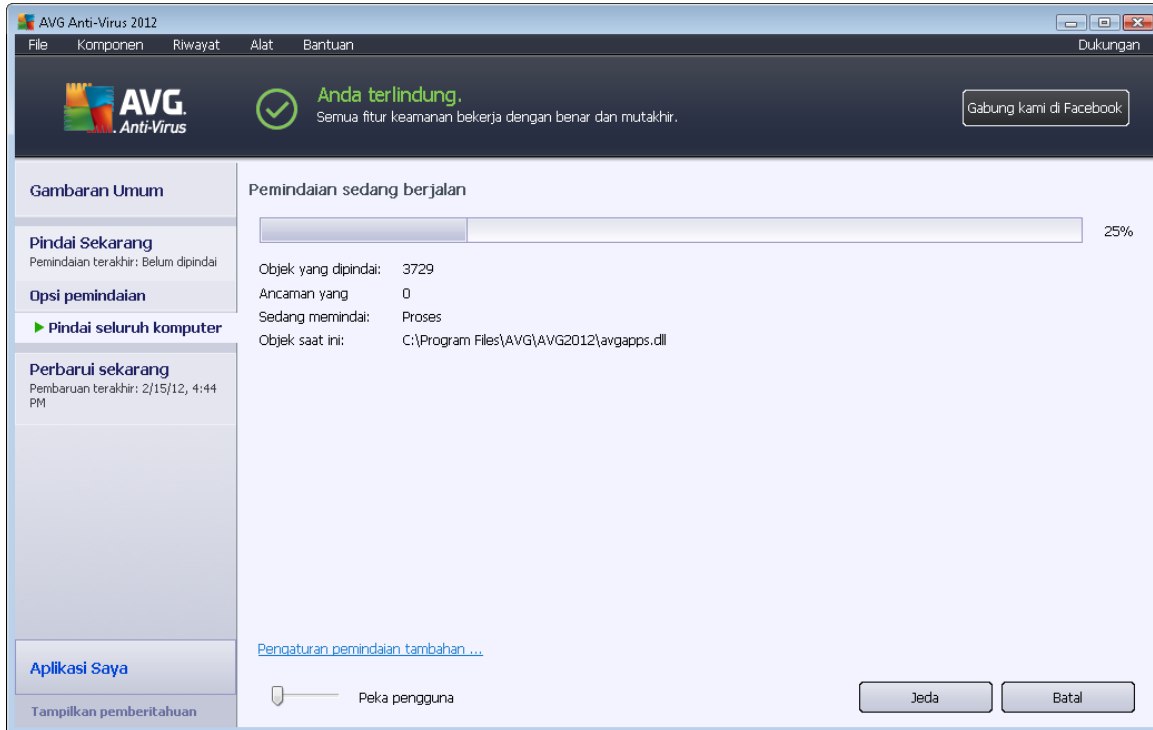 AVG Anti-Virus 2012
File Komponen Riwayat Alat Bantuan Dukungan
AVG.
Anti-Virus
Anda terlindung.
Semua fitur keamanan bekerja dengan benar dan mutakhir.
Gabung kami di Facebook
Gambaran Umum
Pindai Sekarang
Pemindaian terakhir: Belum dipindai
Opsi pemindaian
Pindai seluruh komputer
Perbarui sekarang
Pembaruan terakhir: 2/15/12, 4:44
PM
Aplikasi Saya
Tampilkan pemberitahuan
Pemindaian sedang berjalan
25%
Objek yang dipindai: 3729
Ancaman yang 0
Sedang memindai: Proses
Objek saat ini: C:\Program Files\AVG\AVG2012\avgapps.dll
Pengaturan pemindaian tambahan ...
Peka pengguna
Jeda
Batal